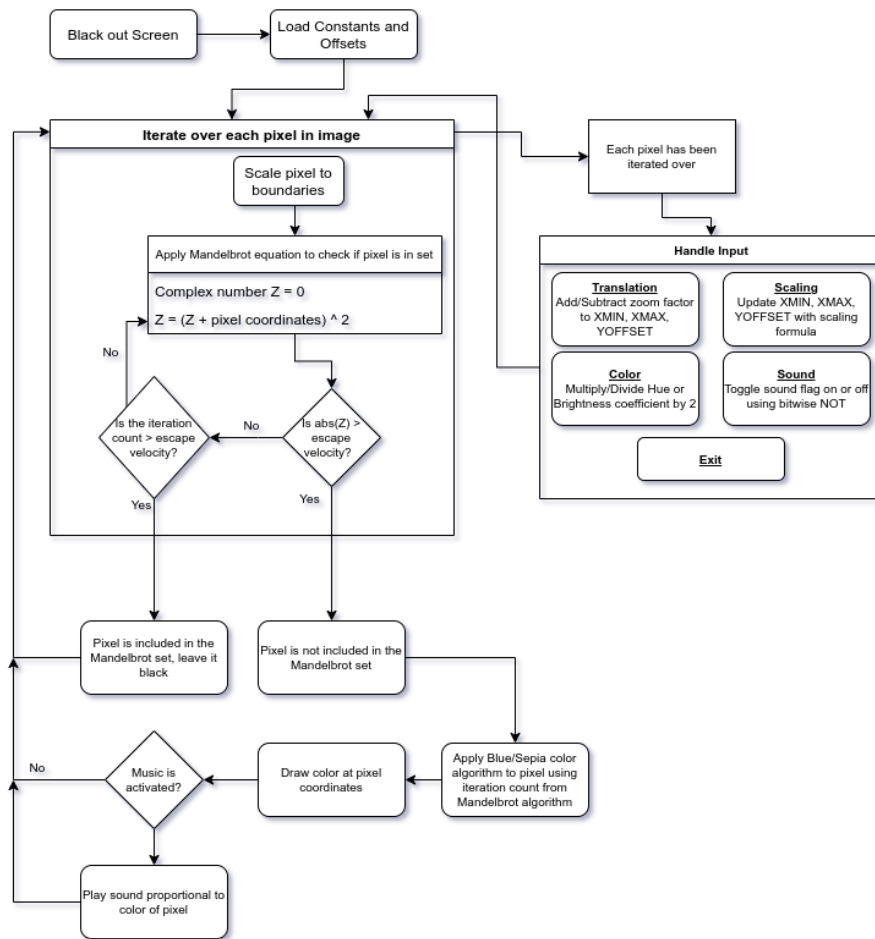 Black out Screen
Load Constants and
Offsets
Iterate over each pixel in image
Scale pixel to
boundaries
Apply Mandelbrot equation to check if pixel is in set
Complex number Z = 0
Z = (Z + pixel coordinates) ^ 2
No
Is the iteration
count > escape
velocity?
No
Is abs(Z) >
escape
velocity?
Yes
Yes
Each pixel has been
iterated over
Handle Input
Translation
Add/Subtract zoom factor
to XMIN, XMAX,
YOFFSET
Scaling
Update XMIN, XMAX,
YOFFSET with scaling
formula
Color
Multiply/Divide Hue or
Brightness coefficient by 2
Sound
Toggle sound flag on or off
using bitwise NOT
Exit
Pixel is included in the
Mandelbrot set, leave it
black
Pixel is not included in the
Mandelbrot set
Apply Blue/Sepia color
algorithm to pixel using
iteration count from
Mandelbrot algorithm
Draw color at pixel
coordinates
Music is
activated?
No
Play sound proportional to
color of pixel